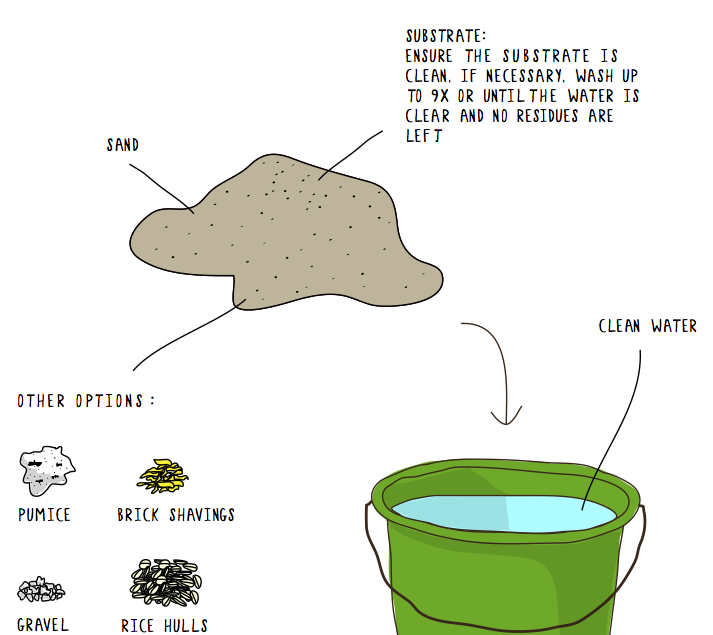 SUBSTRATE:
ENSURE THE SUBSTRATE IS
CLEAN, IF NECESSARY, WASH UP
TO 9X OR UNTIL THE WATER IS
CLEAR AND NO RESIDUES ARE
LEFT
SAND
CLEAN WATER
OTHER OPTIONS:
PUMICE
BRICK SHAVINGS
GRAVEL
RICE HULLS